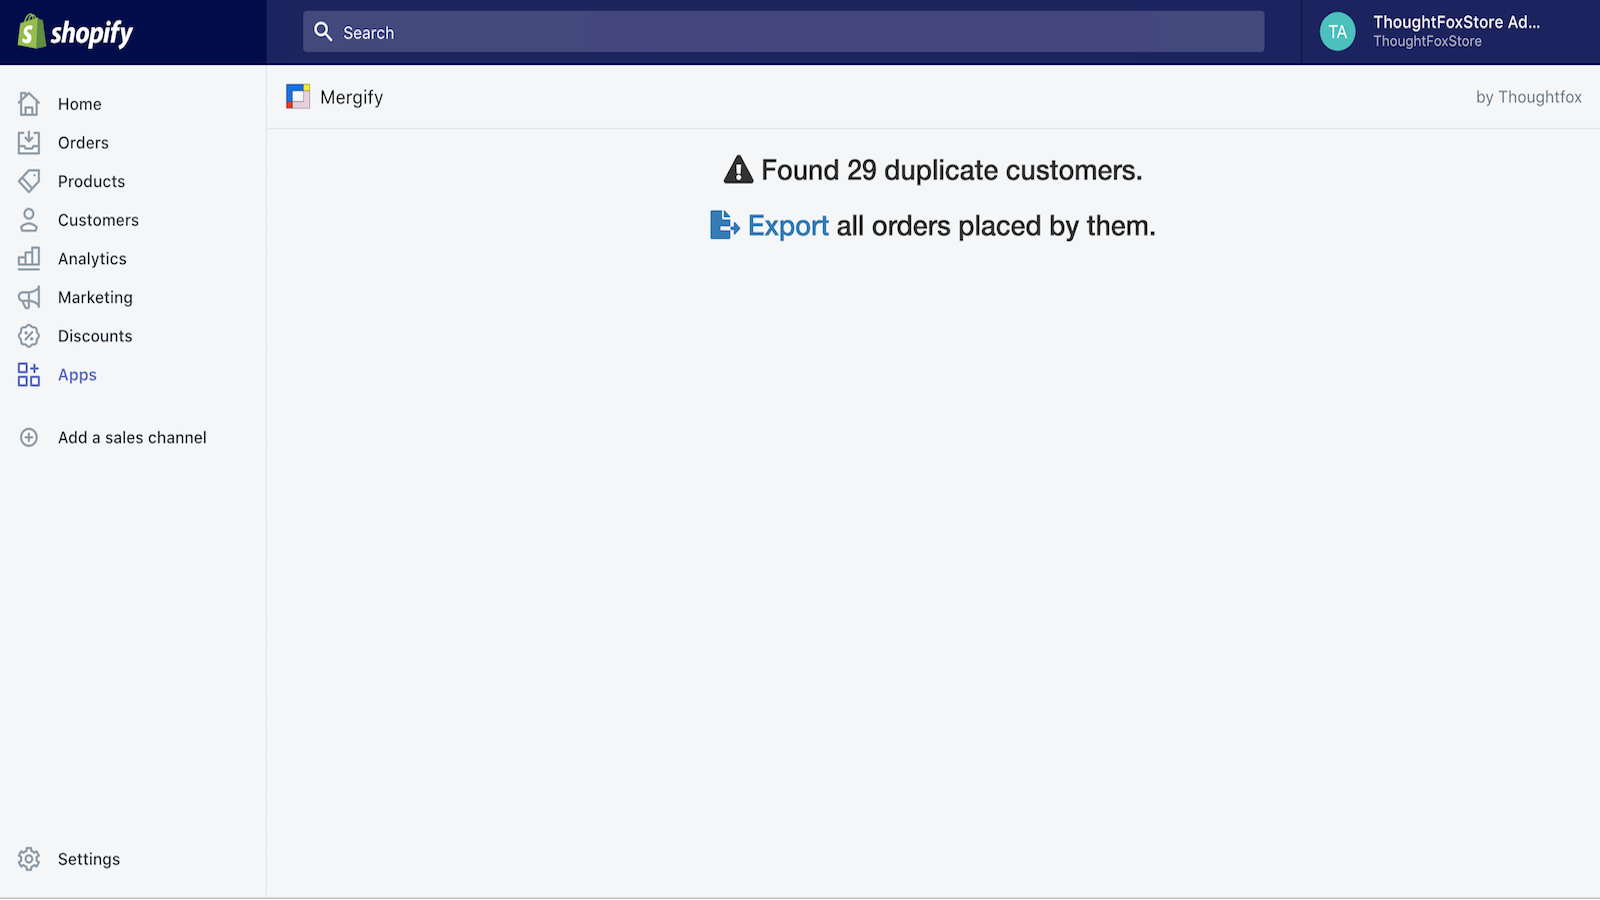 shopify
Search
TA
ThoughtFoxStore Ad...
ThoughtFoxStore
Home
Orders
Products
Customers
Analytics
Marketing
Discounts
Apps
Add a sales channel
Settings
Mergify
by Thoughtfox
Found 29 duplicate customers.
Export all orders placed by them.